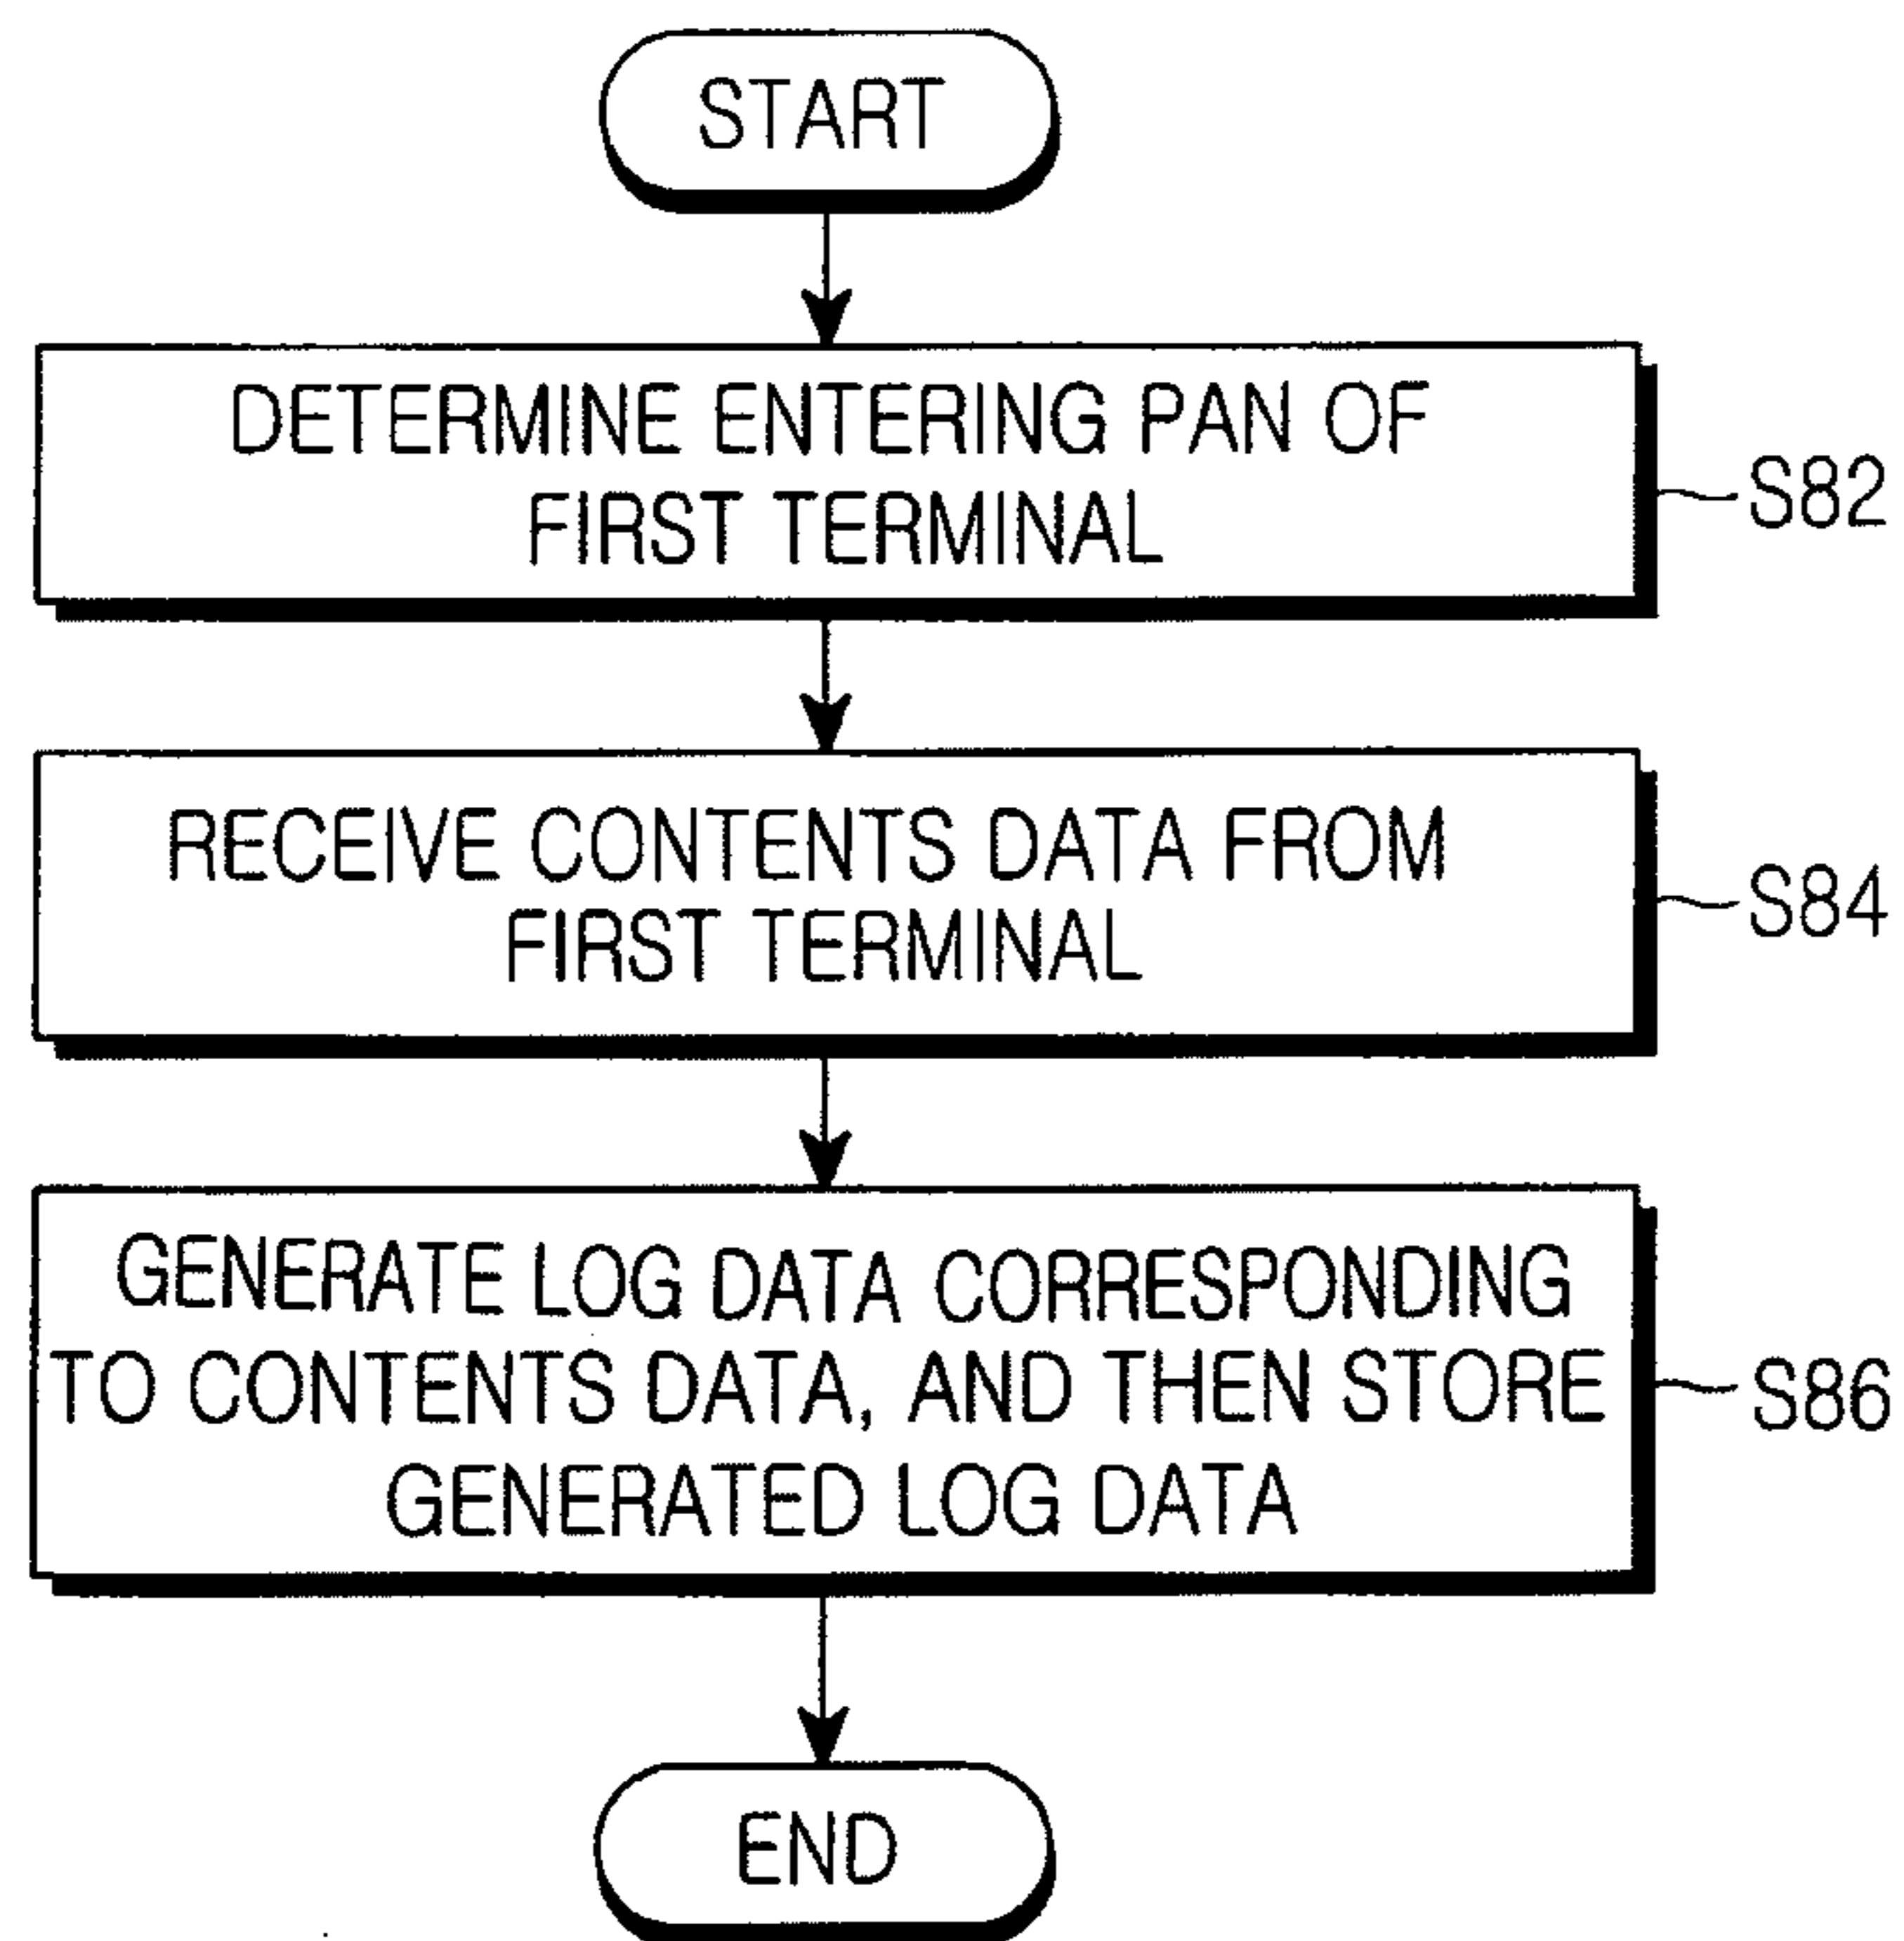 START
DETERMINE ENTERING PAN OF
FIRST TERMINAL
S82
RECEIVE CONTENTS DATA FROM
FIRST TERMINAL
S84
GENERATE LOG DATA CORRESPONDING
TO CONTENTS DATA, AND THEN STORE
GENERATED LOG DATA
S86
END